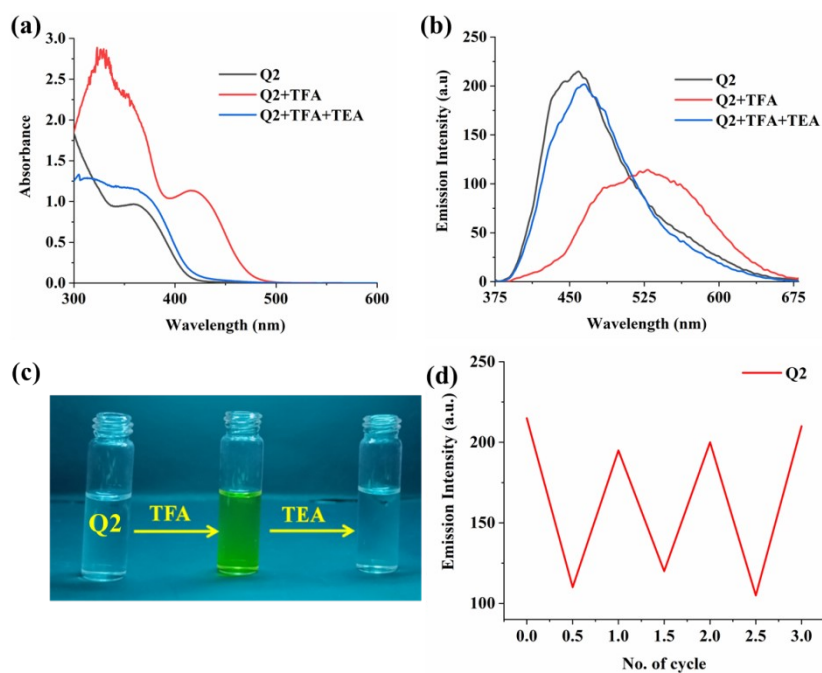 (a)
3.0
2.5
2.0
1.5
1.0
0.5
0.0
Absorbance
Q2
Q2+TFA
Q2+TFA+TEA
300
400
500
600
Wavelength (nm)
(b)
250
200
150
100
50
0
Emission Intensity (a.u)
Q2
Q2+TFA
Q2+TFA+TEA
375
450
525
600
675
Wavelength (nm)
(c)
Q2
TFA
TEA
(d)
250
200
150
100
Emission Intensity (a.u.)
Q2
0.0
0.5
1.0
1.5
2.0
2.5
3.0
No. of cycle